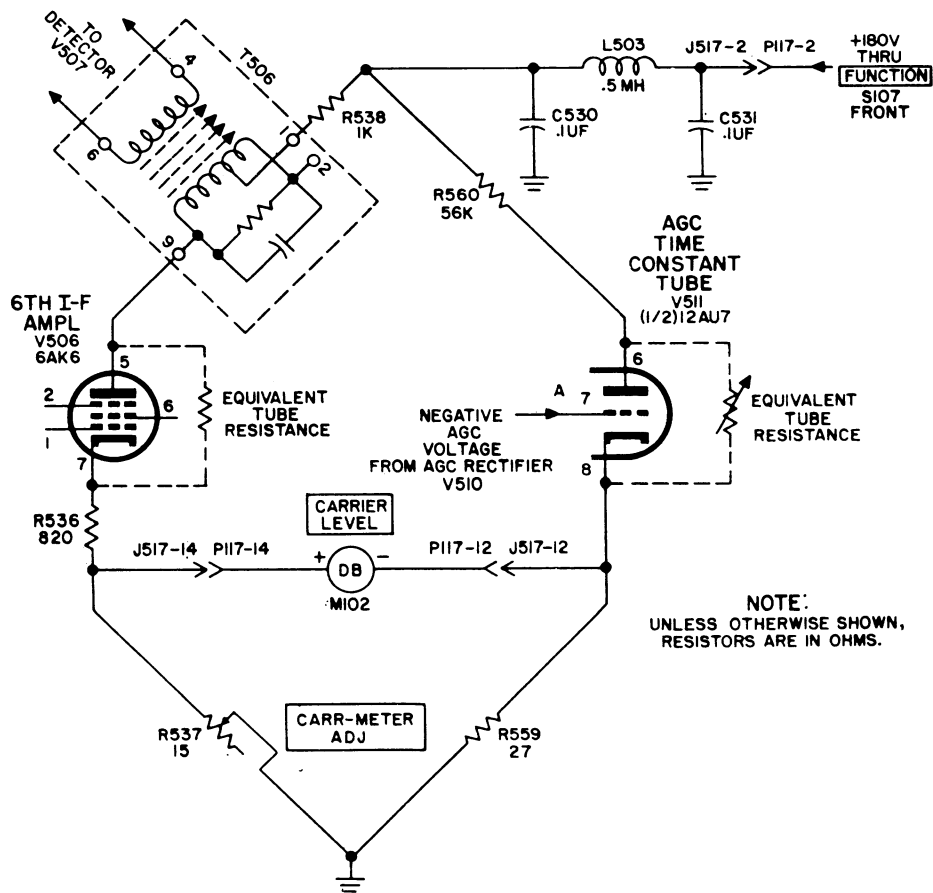 TO
DETECTOR
V507
4
6
T506
1
2
9
R538
1K
L503
.5 MH
J517-2
P117-2
+180V
THRU
FUNCTION
S107
FRONT
C530
.1UF
C531
.1UF
R560
56K
AGC
TIME
CONSTANT
TUBE
V511
(1/2)12AU7
6TH I-F
AMPL
V506
6AK6
5
2
6
1
7
EQUIVALENT
TUBE
RESISTANCE
6
A
7
8
NEGATIVE
AGC
VOLTAGE
FROM AGC RECTIFIER
V510
EQUIVALENT
TUBE
RESISTANCE
R536
820
CARRIER
LEVEL
J517-14
P117-14
+
DB
-
M102
P117-12
J517-12
NOTE:
UNLESS OTHERWISE SHOWN,
RESISTORS ARE IN OHMS.
R537
15
CARR-METER
ADJ
R559
27